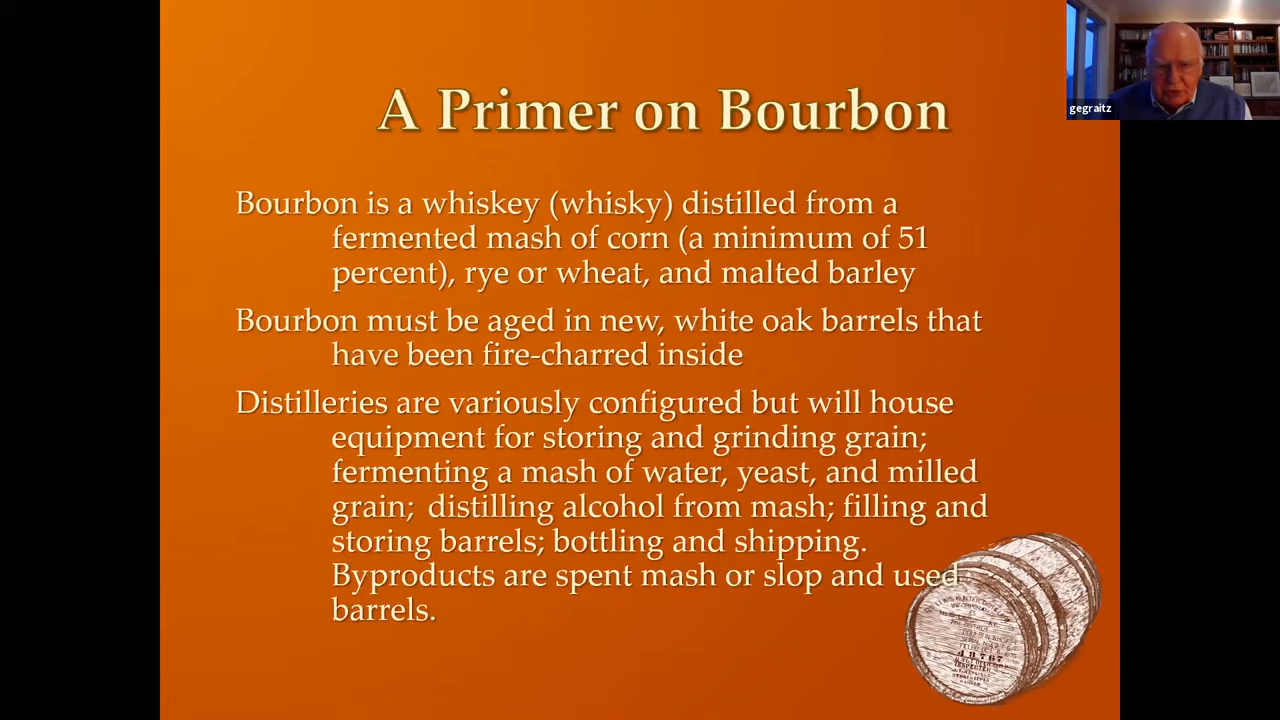 A Primer on Bourbon
gegraitz
Bourbon is a whiskey (whisky) distilled from a
fermented mash of corn (a minimum of 51
percent), rye or wheat, and malted barley
Bourbon must be aged in new, white oak barrels that
have been fire-charred inside
Distilleries are variously configured but will house
equipment for storing and grinding grain;
fermenting a mash of water, yeast, and milled
grain; distilling alcohol from mash; filling and
storing barrels; bottling and shipping.
Byproducts are spent mash or slop and used
barrels.
INCORPORATED
43767
INSPECTED